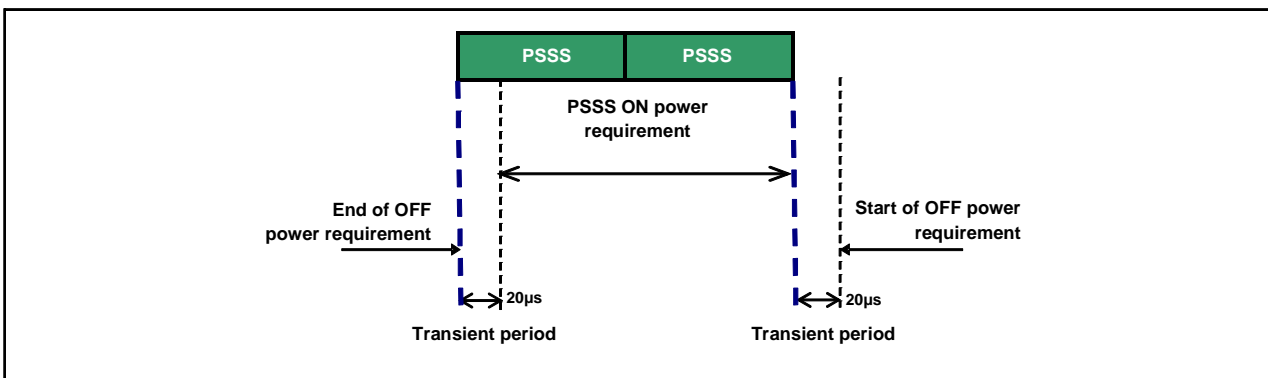 PSSS PSSS
PSSS ON power
requirement
End of OFF
power requirement
Start of OFF power
requirement
20µs
20µs
Transient period
Transient period